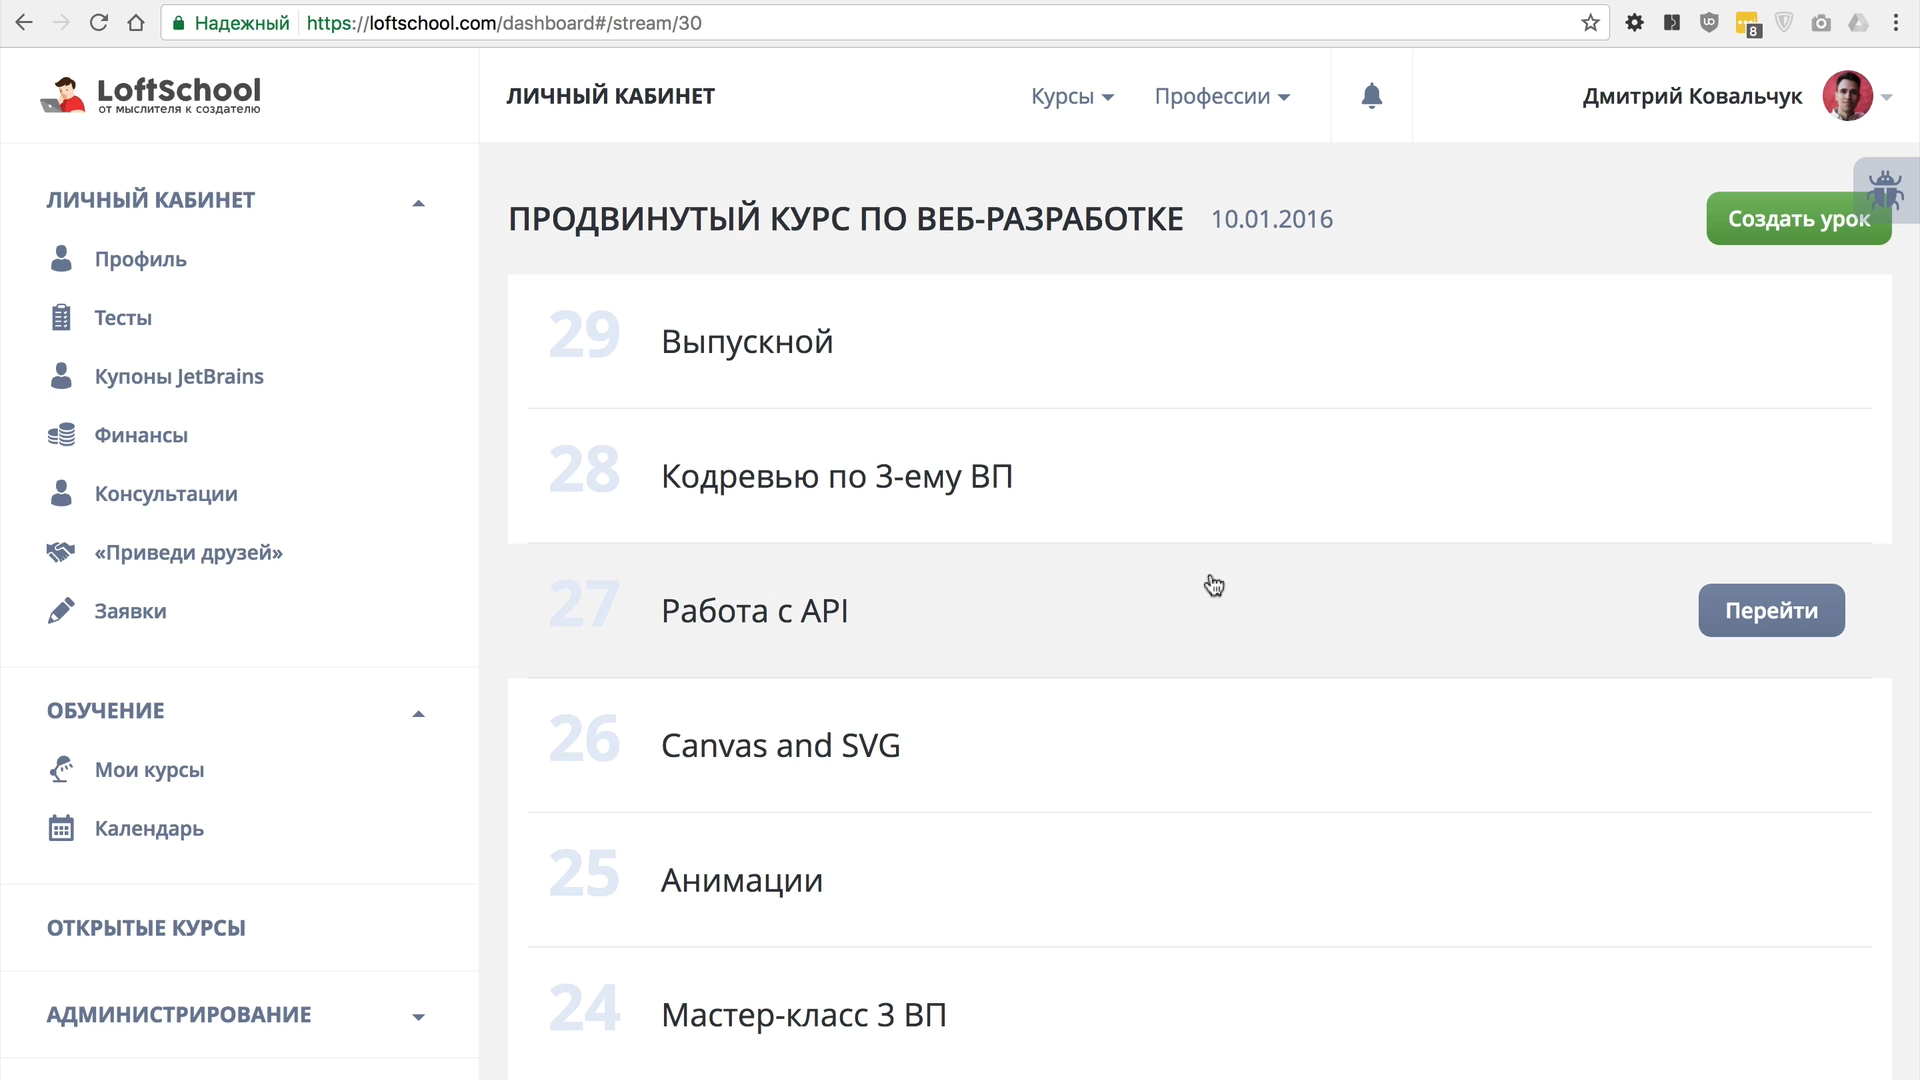 Надежный https://loftschool.com/dashboard#/stream/30
8
LoftSchool
от мыслителя к создателю
ЛИЧНЫЙ КАБИНЕТ
Курсы
Профессии
Дмитрий Ковальчук
ЛИЧНЫЙ КАБИНЕТ
Профиль
Тесты
Купоны JetBrains
Финансы
Консультации
«Приведи друзей»
Заявки
ОБУЧЕНИЕ
Мои курсы
Календарь
ОТКРЫТЫЕ КУРСЫ
АДМИНИСТРИРОВАНИЕ
ПРОДВИНУТЫЙ КУРС ПО ВЕБ-РАЗРАБОТКЕ 10.01.2016
Создать урок
29 Выпускной
28 Кодревью по 3-ему ВП
27 Работа с API
Перейти
26 Canvas and SVG
25 Анимации
24 Мастер-класс 3 ВП